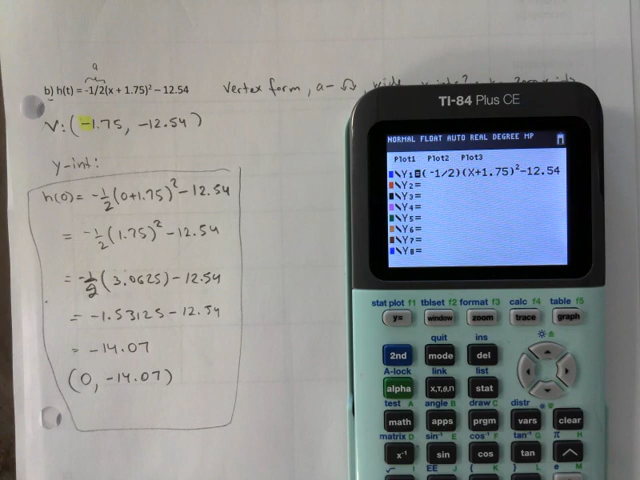 a
b) h(t) = -1/2(x + 1.75)² – 12.54
Vertex form, a - Ω,
V: (-1.75, -12.54)
y-int:
h(0) = -½(0+1.75)² - 12.54
= -½(1.75)² - 12.54
= -½(3.0625) - 12.54
= -1.53125 - 12.54
= -14.07
(0, -14.07)
TI-84 Plus CE
NORMAL FLOAT AUTO REAL DEGREE MP
Plot1 Plot2 Plot3
\Y1=(-1/2)(X+1.75)²-12.54
\Y2=
\Y3=
\Y4=
\Y5=
\Y6=
\Y7=
\Y8=
stat plot f1 tblset f2 format f3 calc f4 table f5
y= window zoom trace graph
quit ins
2nd mode del
A-lock link list
alpha X,T,θ,n stat
test A angle B draw C distr
math apps prgm vars clear
matrix D sin⁻¹ E cos⁻¹ F tan⁻¹ G π H
x⁻¹ sin cos tan ^
√ I EE J { K } L e M